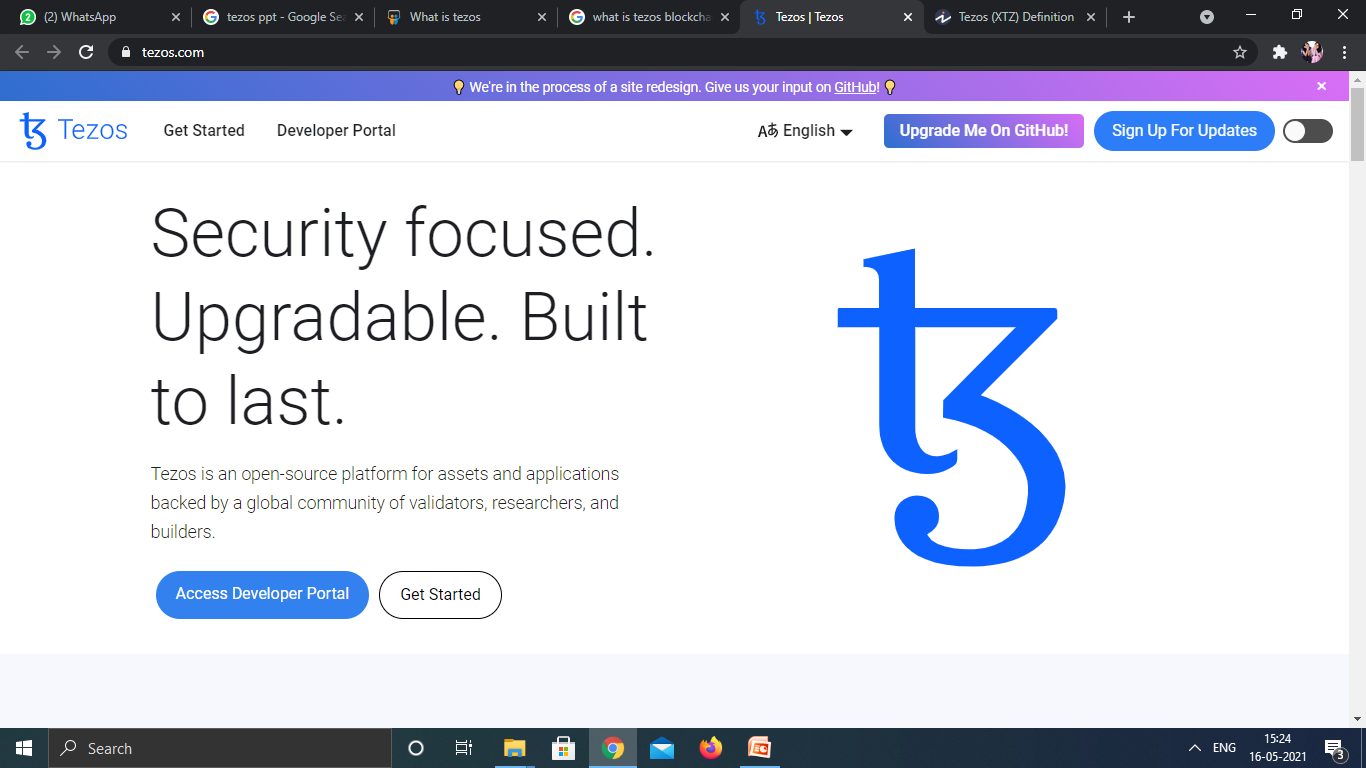 (2) WhatsApp
tezos ppt - Google Sea
What is tezos
what is tezos blockcha
Tezos | Tezos
Tezos (XTZ) Definition
tezos.com
We're in the process of a site redesign. Give us your input on GitHub!
Tezos
Get Started
Developer Portal
Aあ English
Upgrade Me On GitHub!
Sign Up For Updates
Security focused.
Upgradable. Built
to last.
Tezos is an open-source platform for assets and applications
backed by a global community of validators, researchers, and
builders.
Access Developer Portal
Get Started
Search
ENG
15:24
16-05-2021
3